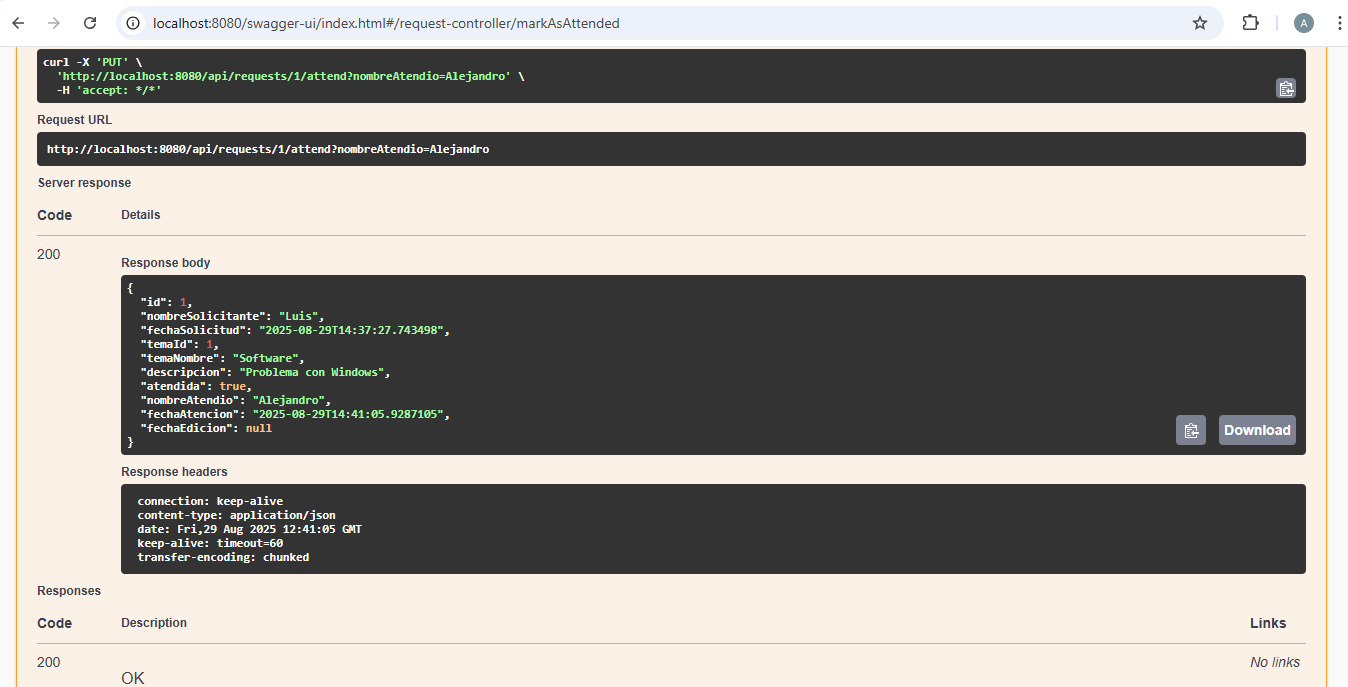 localhost:8080/swagger-ui/index.html#/request-controller/markAsAttended
A
curl -X 'PUT' \
'http://localhost:8080/api/requests/1/attend?nombreAtendio=Alejandro' \
-H 'accept: */*'
Request URL
http://localhost:8080/api/requests/1/attend?nombreAtendio=Alejandro
Server response
Code Details
200
Response body
{
"id": 1,
"nombreSolicitante": "Luis",
"fechaSolicitud": "2025-08-29T14:37:27.743498",
"temaId": 1,
"temaNombre": "Software",
"descripcion": "Problema con Windows",
"atendida": true,
"nombreAtendio": "Alejandro",
"fechaAtencion": "2025-08-29T14:41:05.9287105",
"fechaEdicion": null
}
Download
Response headers
connection: keep-alive
content-type: application/json
date: Fri,29 Aug 2025 12:41:05 GMT
keep-alive: timeout=60
transfer-encoding: chunked
Responses
Code Description Links
200 No links
OK